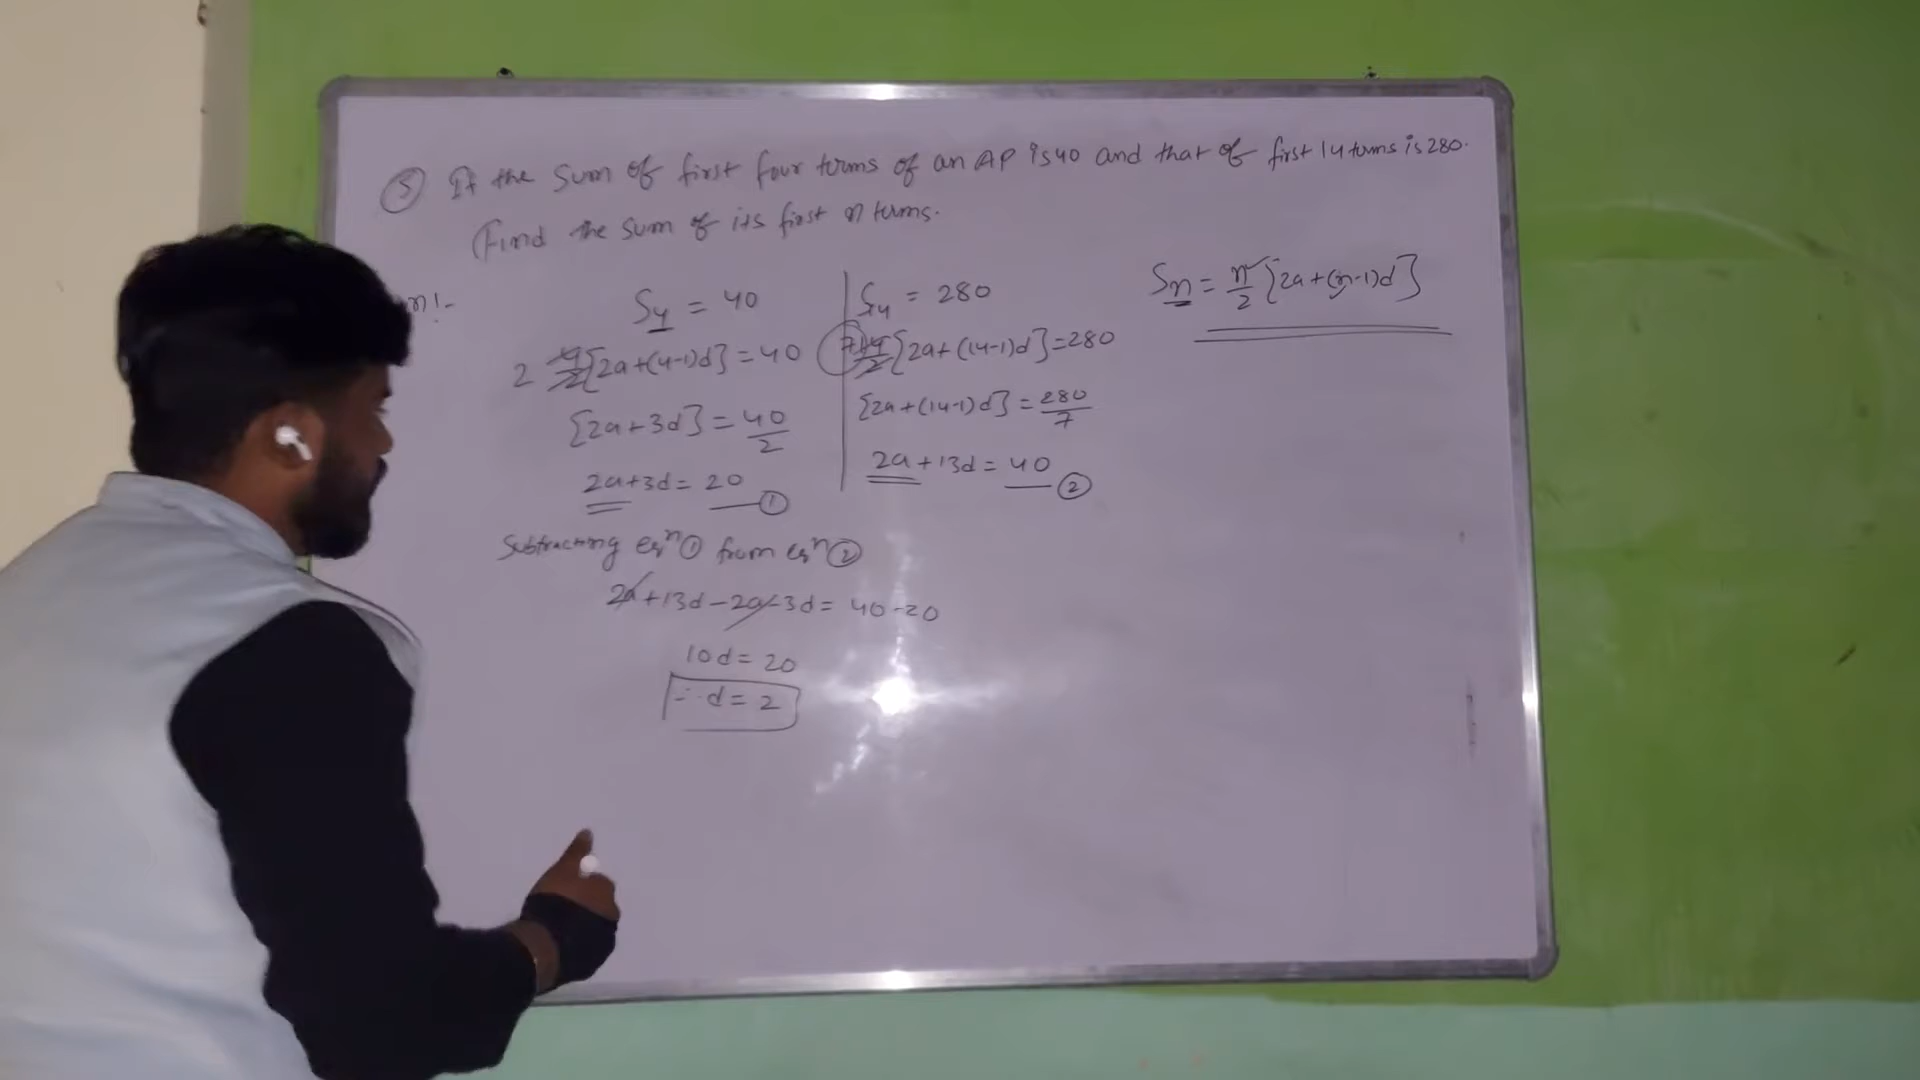 5 If the sum of first four terms of an AP is 40 and that of first 14 terms is 280.
Find the sum of its first n terms.
n!-
S4 = 40
2 4/2[2a+(4-1)d] = 40
[2a+3d] = 40/2
2a+3d = 20 — ①
S14 = 280
7 14/2[2a+(14-1)d] = 280
[2a+(14-1)d] = 280/7
2a+13d = 40 — ②
Sn = n/2[2a+(n-1)d]
Subtracting eqⁿ① from eqⁿ②
2a+13d-2a-3d = 40-20
10d = 20
∴ d = 2